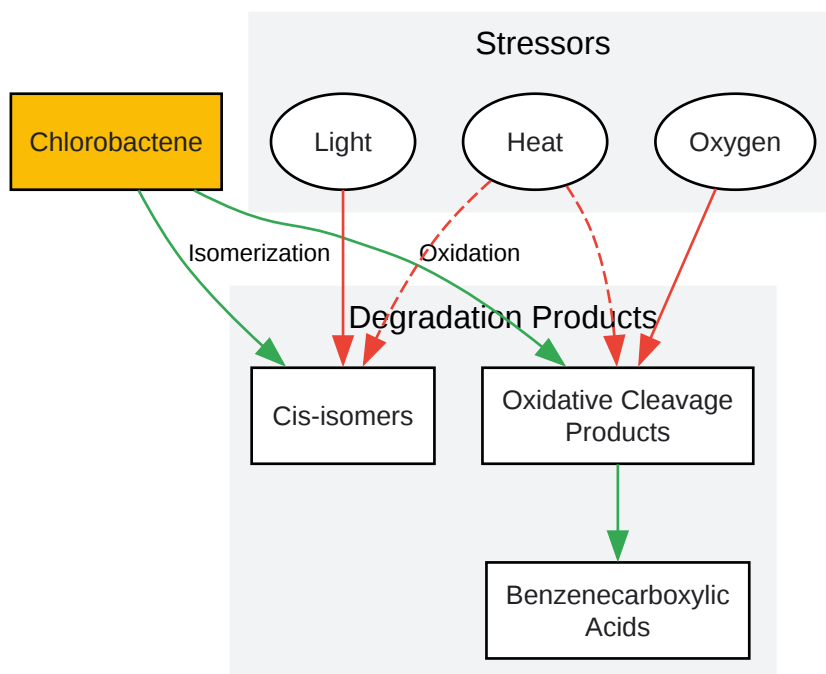 Stressors
Chlorobactene
Light
Heat
Oxygen
Isomerization
Oxidation
Degradation Products
Cis-isomers
Oxidative Cleavage
Products
Benzenecarboxylic
Acids